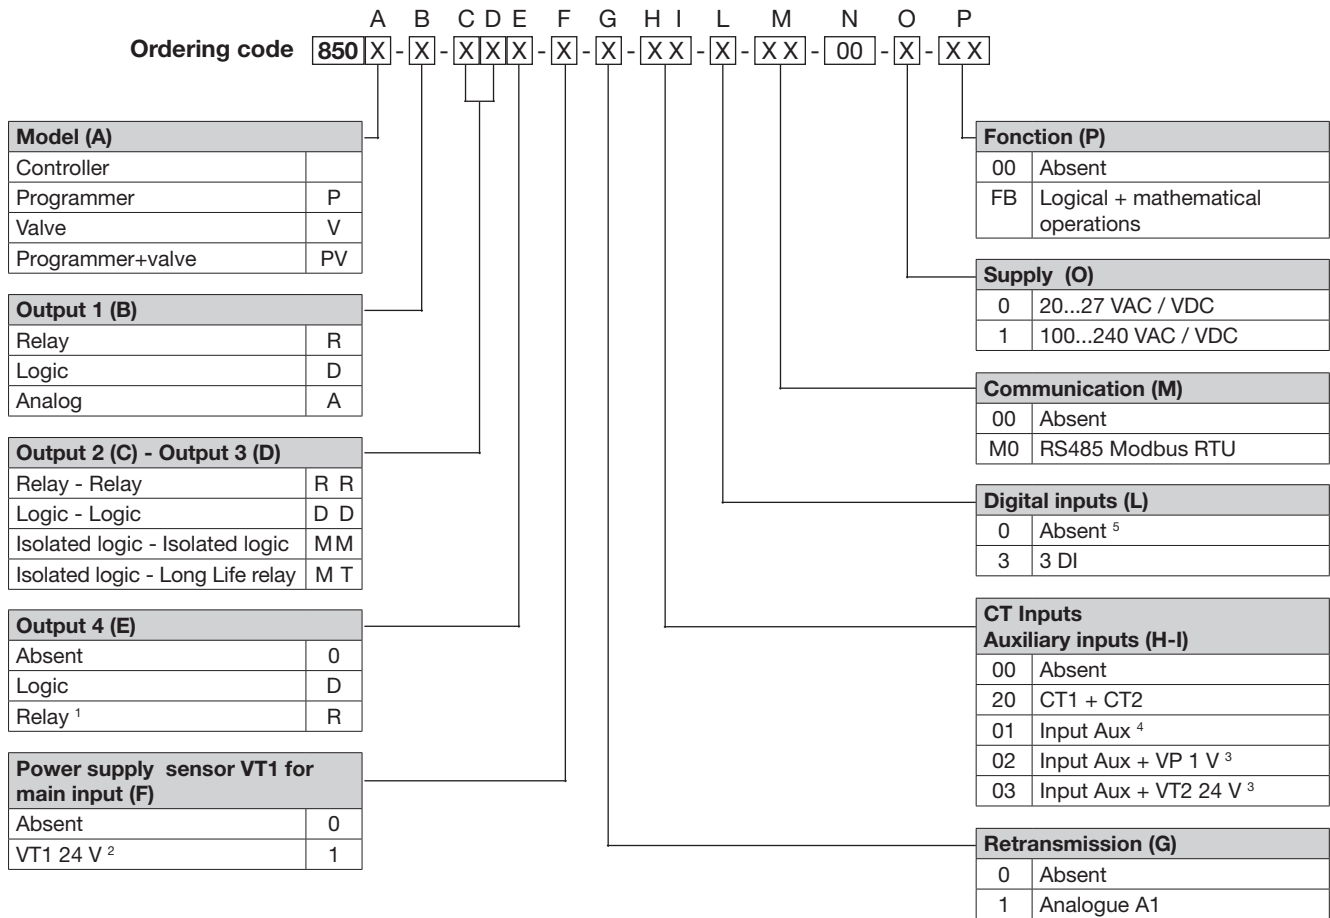 A B C D E F G H I L M N O P
Ordering code 850 X - X - X X X - X - X - X X - X - X X - 00 - X - X X
Model (A)
Controller
Programmer P
Valve V
Programmer+valve PV
Output 1 (B)
Relay R
Logic D
Analog A
Output 2 (C) - Output 3 (D)
Relay - Relay R R
Logic - Logic D D
Isolated logic - Isolated logic M M
Isolated logic - Long Life relay M T
Output 4 (E)
Absent 0
Logic D
Relay ¹ R
Power supply sensor VT1 for
main input (F)
Absent 0
VT1 24 V ² 1
Fonction (P)
00 Absent
FB Logical + mathematical
operations
Supply (O)
0 20...27 VAC / VDC
1 100...240 VAC / VDC
Communication (M)
00 Absent
M0 RS485 Modbus RTU
Digital inputs (L)
0 Absent ⁵
3 3 DI
CT Inputs
Auxiliary inputs (H-I)
00 Absent
20 CT1 + CT2
01 Input Aux ⁴
02 Input Aux + VP 1 V ³
03 Input Aux + VT2 24 V ³
Retransmission (G)
0 Absent
1 Analogue A1